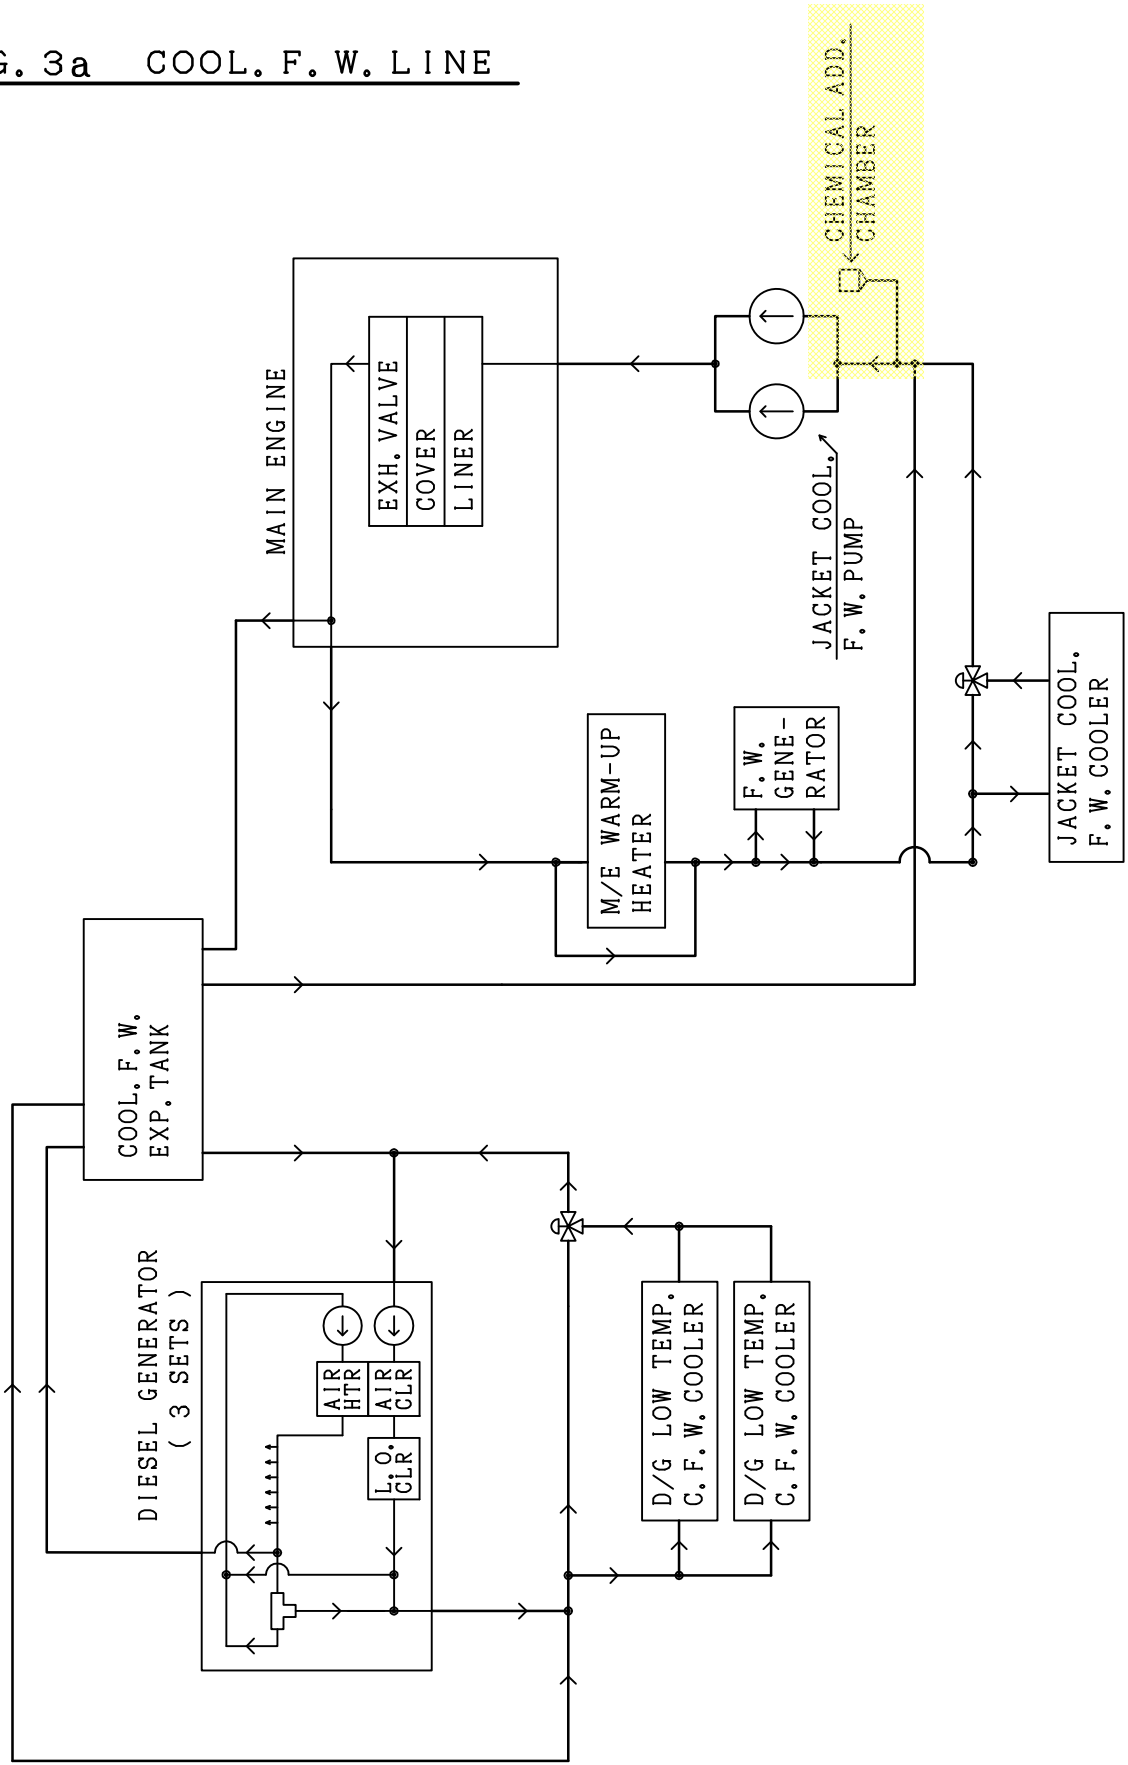 G. 3a COOL. F. W. LINE
CHEMICAL ADD.
CHAMBER
MAIN ENGINE
EXH. VALVE
COVER
LINER
JACKET COOL.
F. W. PUMP
M/E WARM-UP
HEATER
F. W.
GENE-
RATOR
JACKET COOL.
F. W. COOLER
COOL. F. W.
EXP. TANK
DIESEL GENERATOR
( 3 SETS )
AIR
HTR
AIR
CLR
L. O.
CLR
D/G LOW TEMP.
C. F. W. COOLER
D/G LOW TEMP.
C. F. W. COOLER